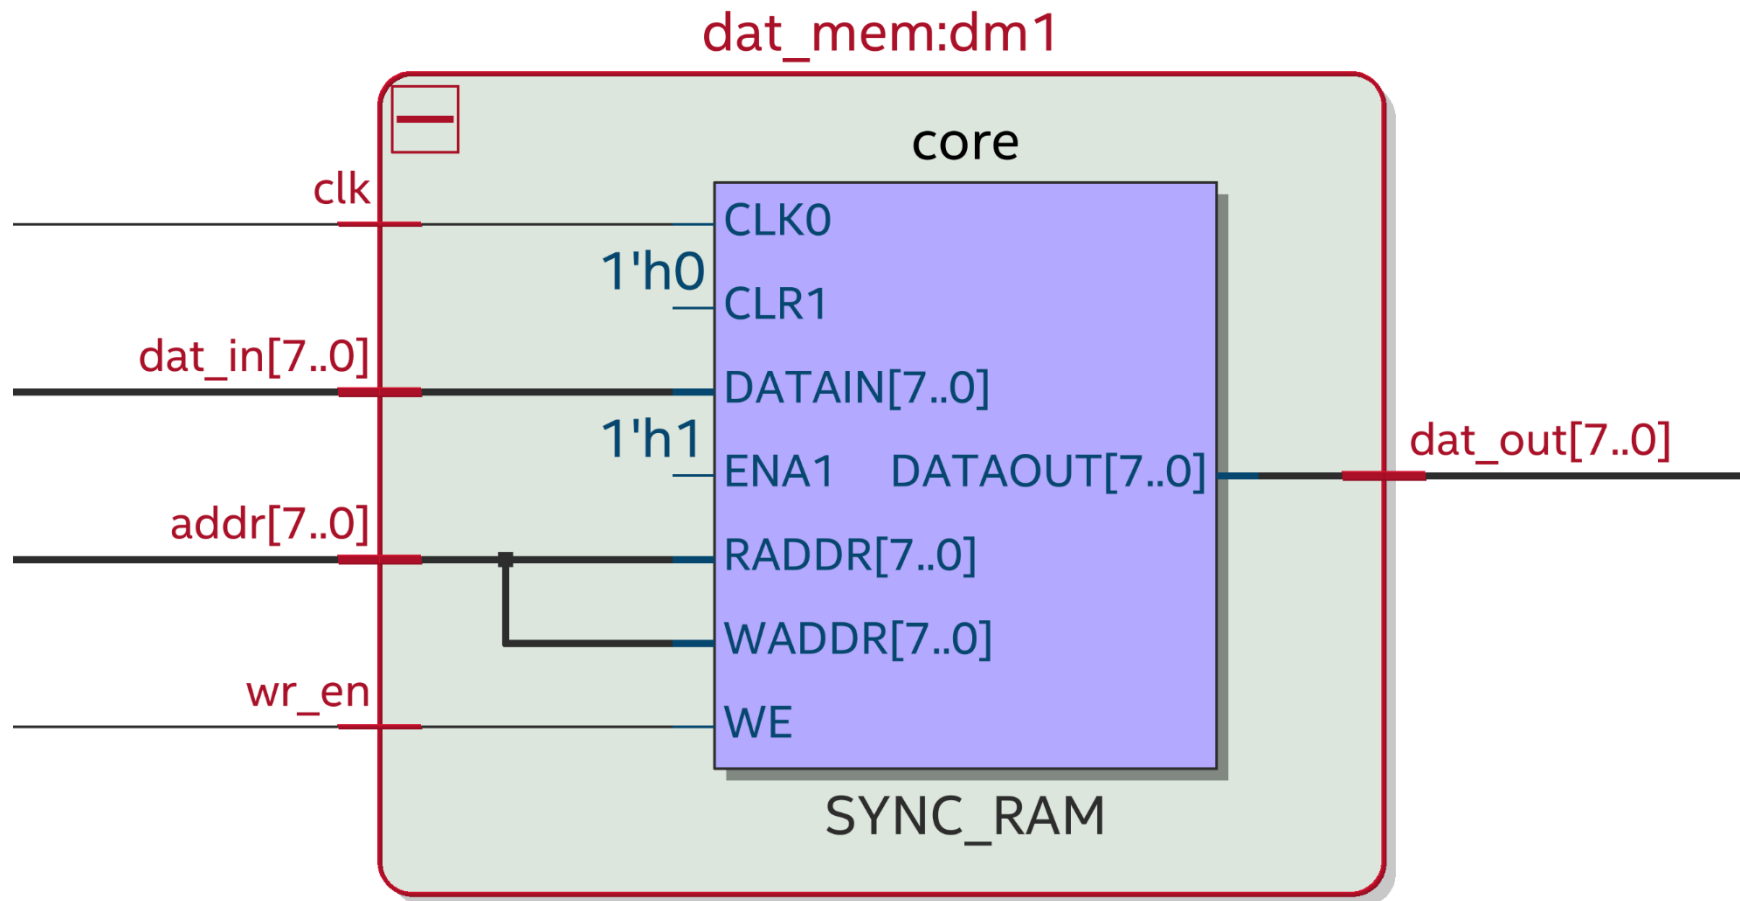 dat_mem:dm1
core
clk
CLK0
1'h0
CLR1
dat_in[7..0]
DATAIN[7..0]
1'h1
ENA1
DATAOUT[7..0]
dat_out[7..0]
addr[7..0]
RADDR[7..0]
WADDR[7..0]
wr_en
WE
SYNC_RAM